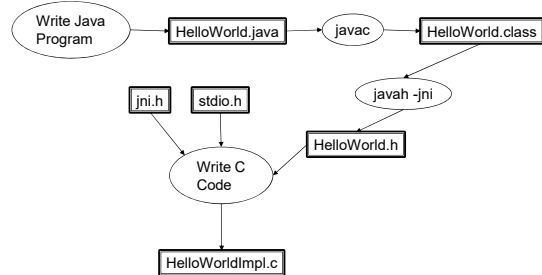 Write Java
Program
HelloWorld.java
javac
HelloWorld.class
jni.h
stdio.h
javah -jni
HelloWorld.h
Write C
Code
HelloWorldImpl.c